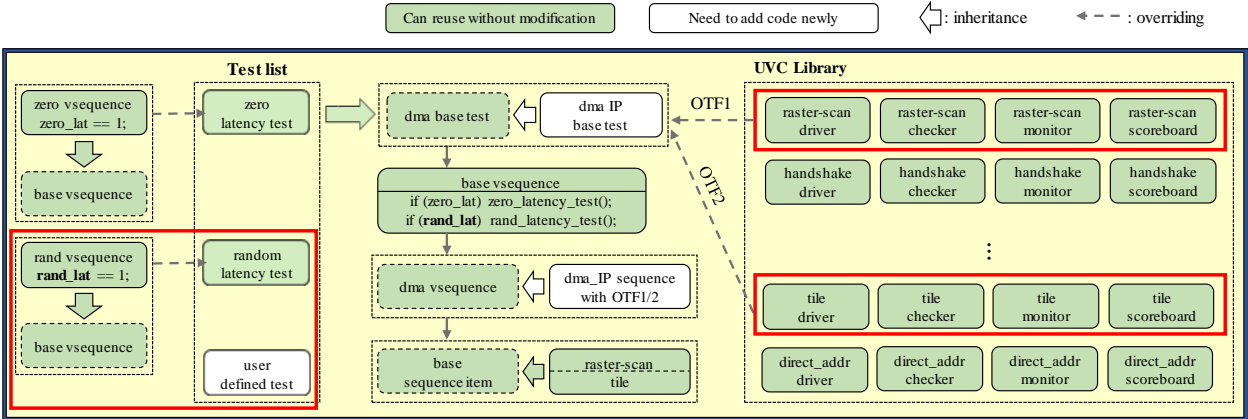 Can reuse without modification
Need to add code newly
: inheritance
: overriding
Test list
UVC Library
zero vsequence
zero_lat == 1;
base vsequence
rand vsequence
rand_lat == 1;
base vsequence
zero
latency test
random
latency test
user
defined test
dma base test
dma IP
base test
base vsequence
if (zero_lat) zero_latency_test();
if (rand_lat) rand_latency_test();
dma vsequence
dma_IP sequence
with OTF1/2
base
sequence item
raster-scan
tile
OTF1
OTF2
raster-scan
driver
raster-scan
checker
raster-scan
monitor
raster-scan
scoreboard
handshake
driver
handshake
checker
handshake
monitor
handshake
scoreboard
⋮
tile
driver
tile
checker
tile
monitor
tile
scoreboard
direct_addr
driver
direct_addr
checker
direct_addr
monitor
direct_addr
scoreboard